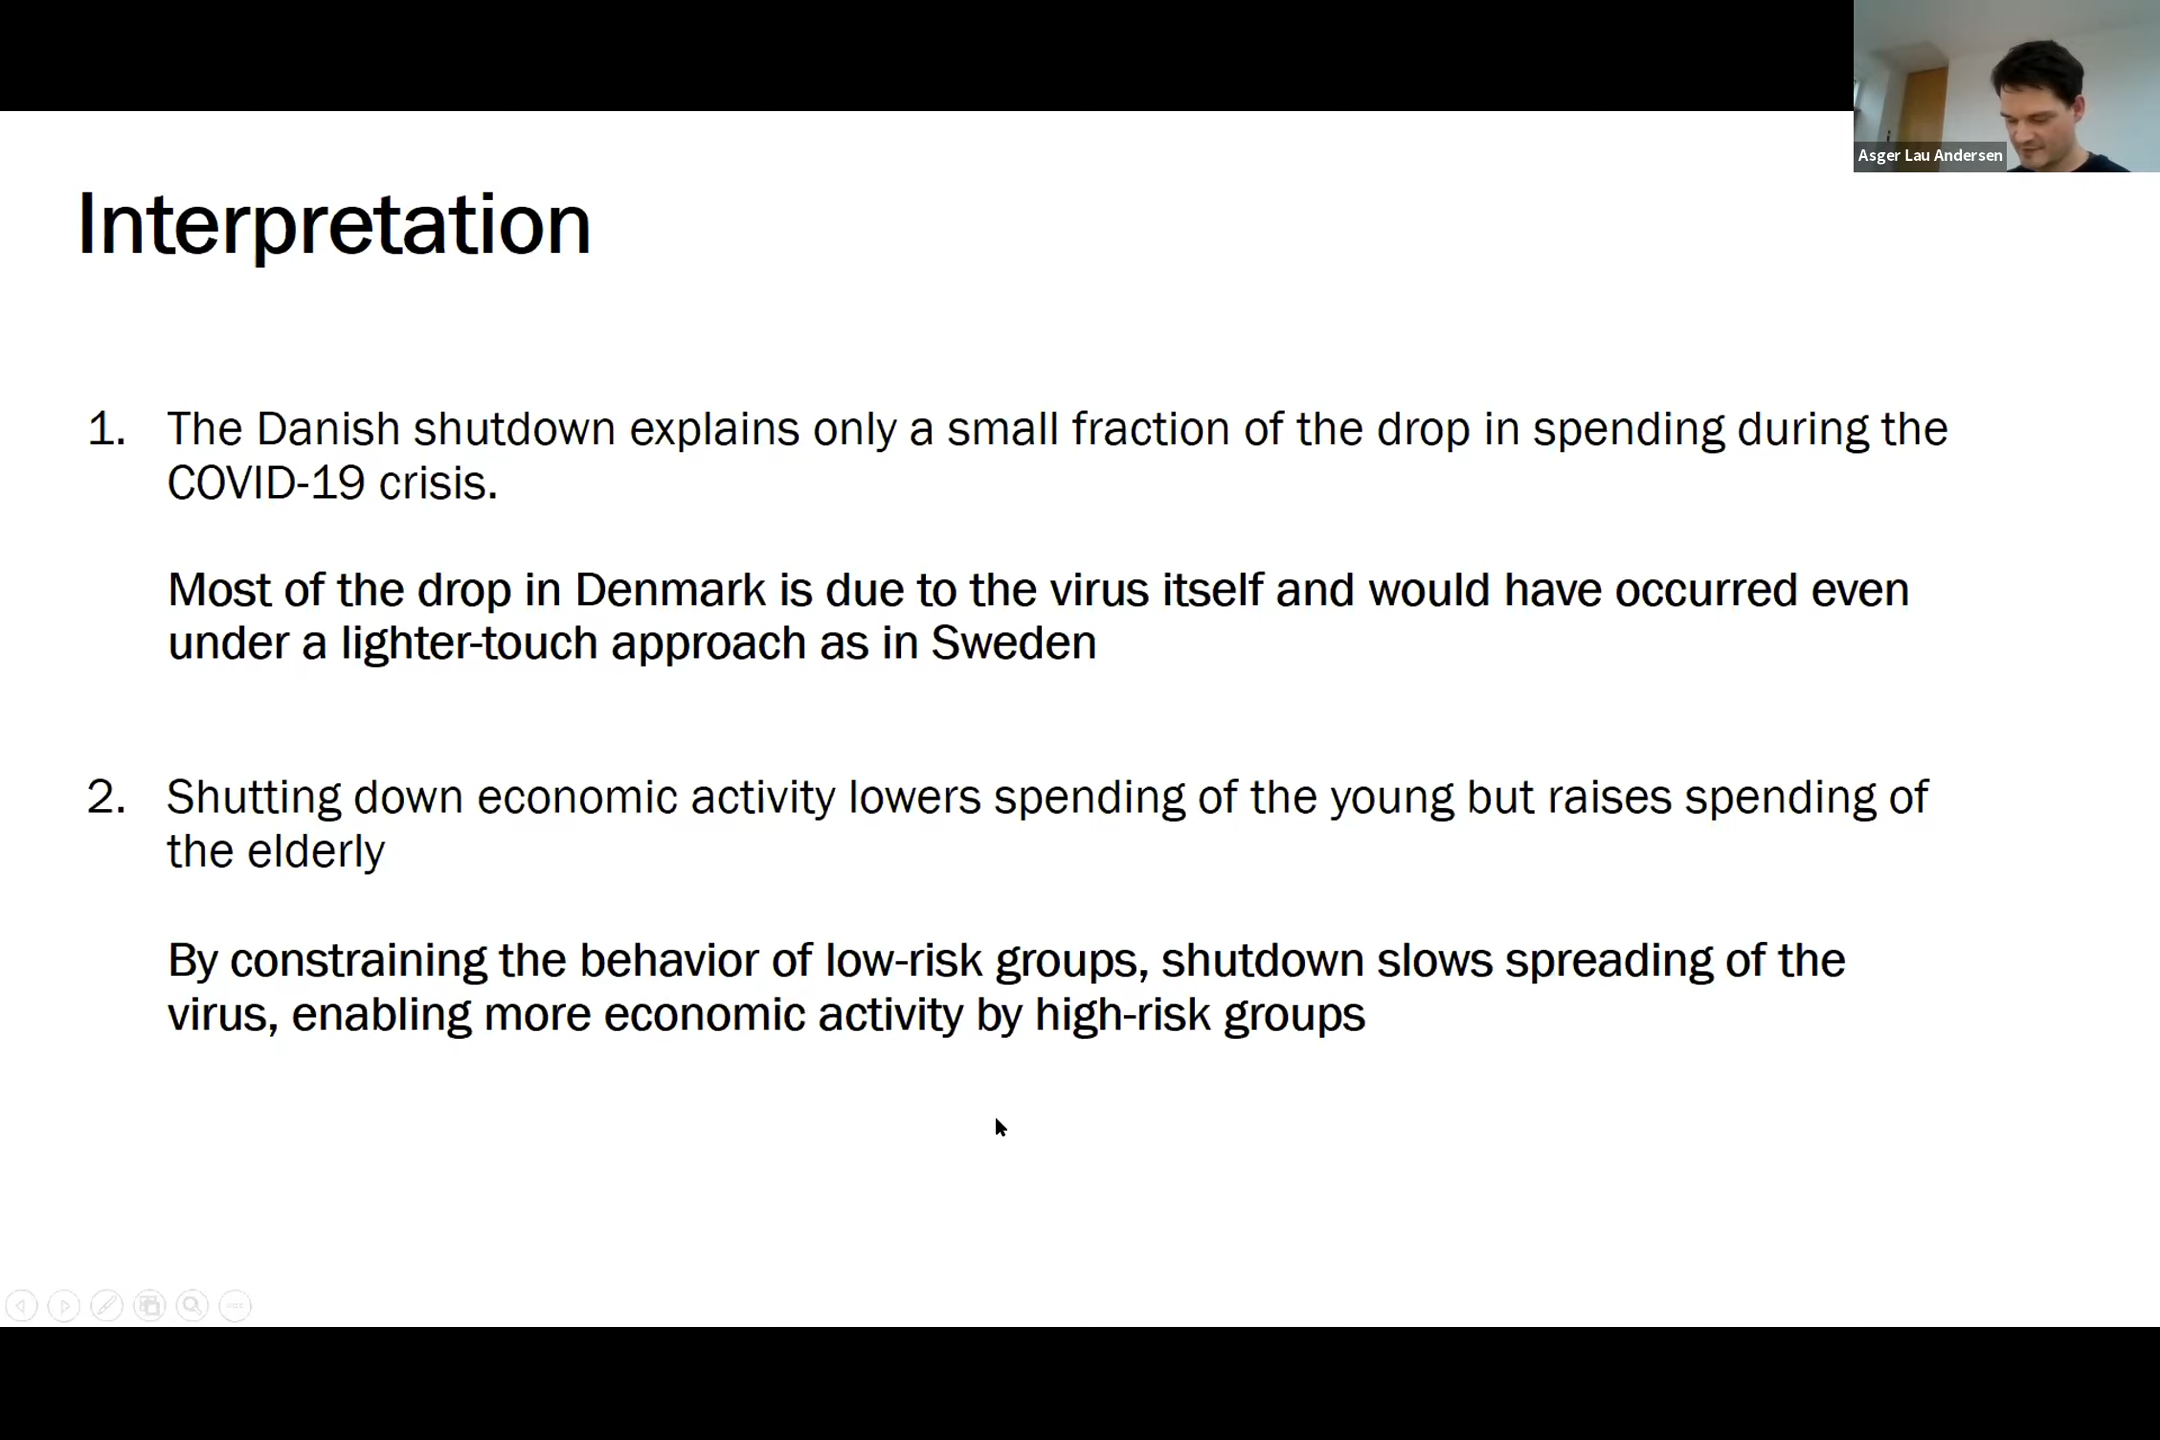 Asger Lau Andersen
Interpretation
1. The Danish shutdown explains only a small fraction of the drop in spending during the
COVID-19 crisis.
Most of the drop in Denmark is due to the virus itself and would have occurred even
under a lighter-touch approach as in Sweden
2. Shutting down economic activity lowers spending of the young but raises spending of
the elderly
By constraining the behavior of low-risk groups, shutdown slows spreading of the
virus, enabling more economic activity by high-risk groups